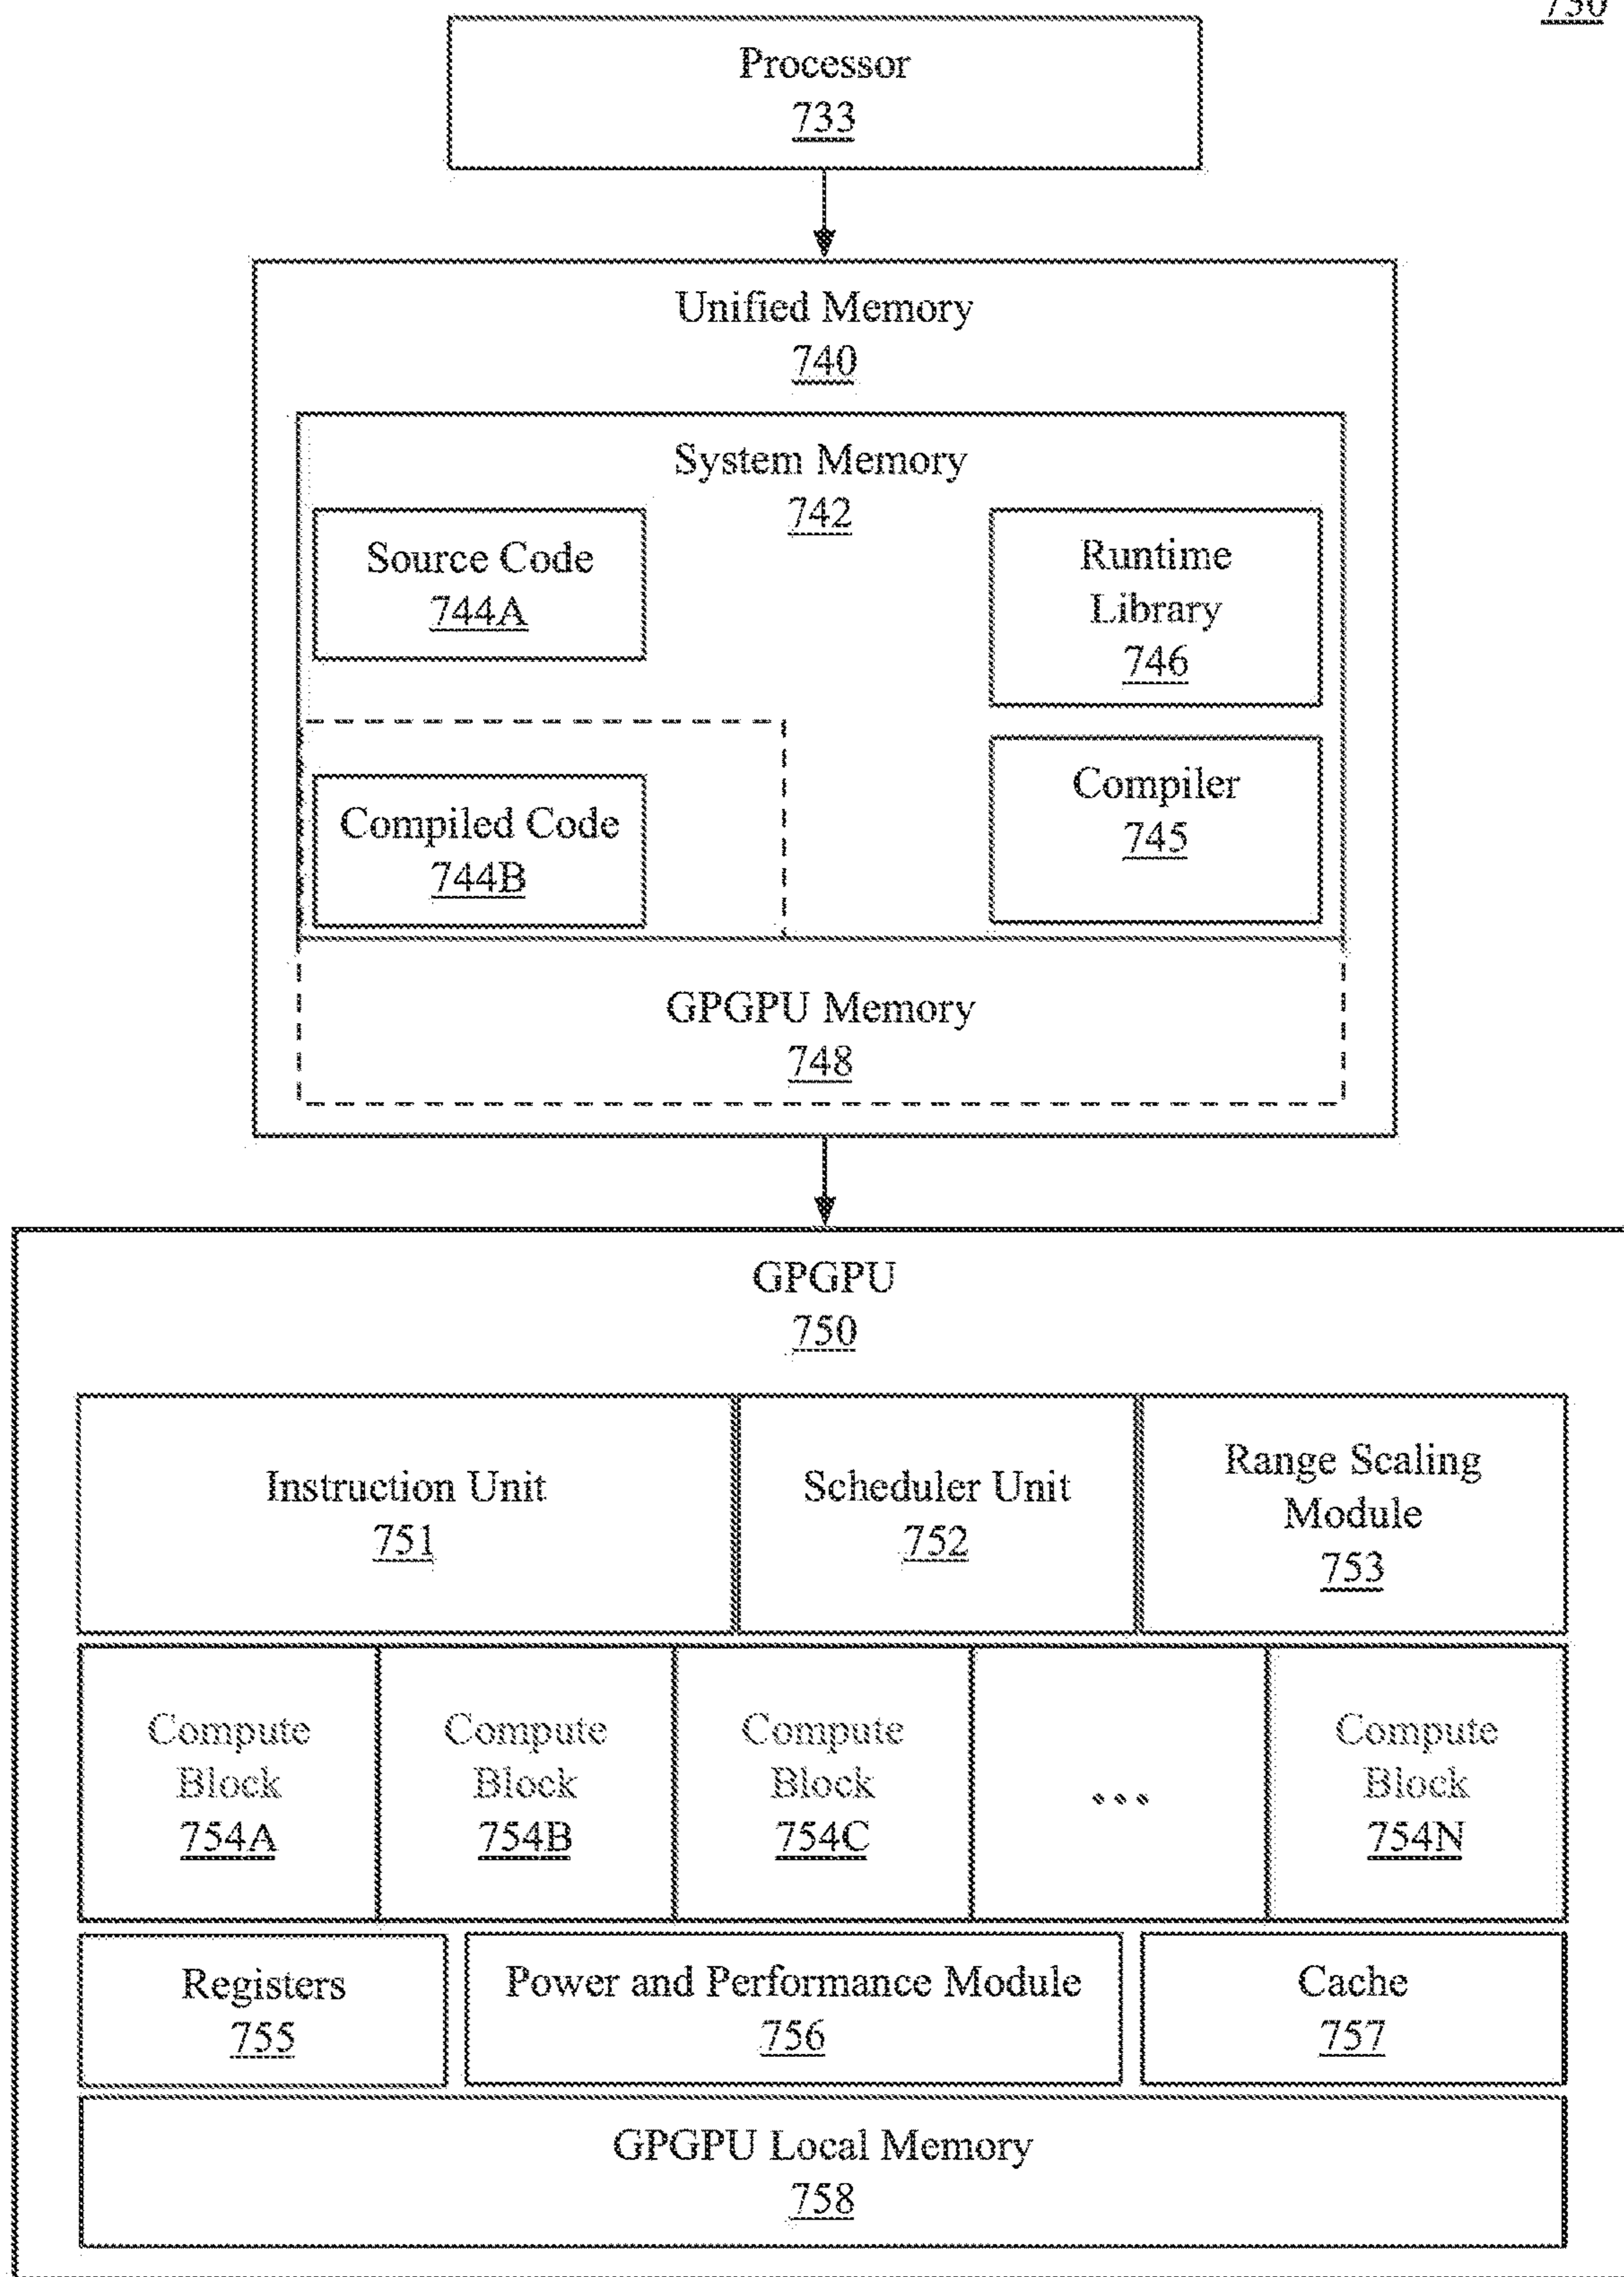 730
Processor
733
Unified Memory
740
System Memory
742
Source Code
744A
Runtime
Library
746
Compiled Code
744B
Compiler
745
GPGPU Memory
748
GPGPU
750
Instruction Unit
751
Scheduler Unit
752
Range Scaling
Module
753
Compute
Block
754A
Compute
Block
754B
Compute
Block
754C
...
Compute
Block
754N
Registers
755
Power and Performance Module
756
Cache
757
GPGPU Local Memory
758